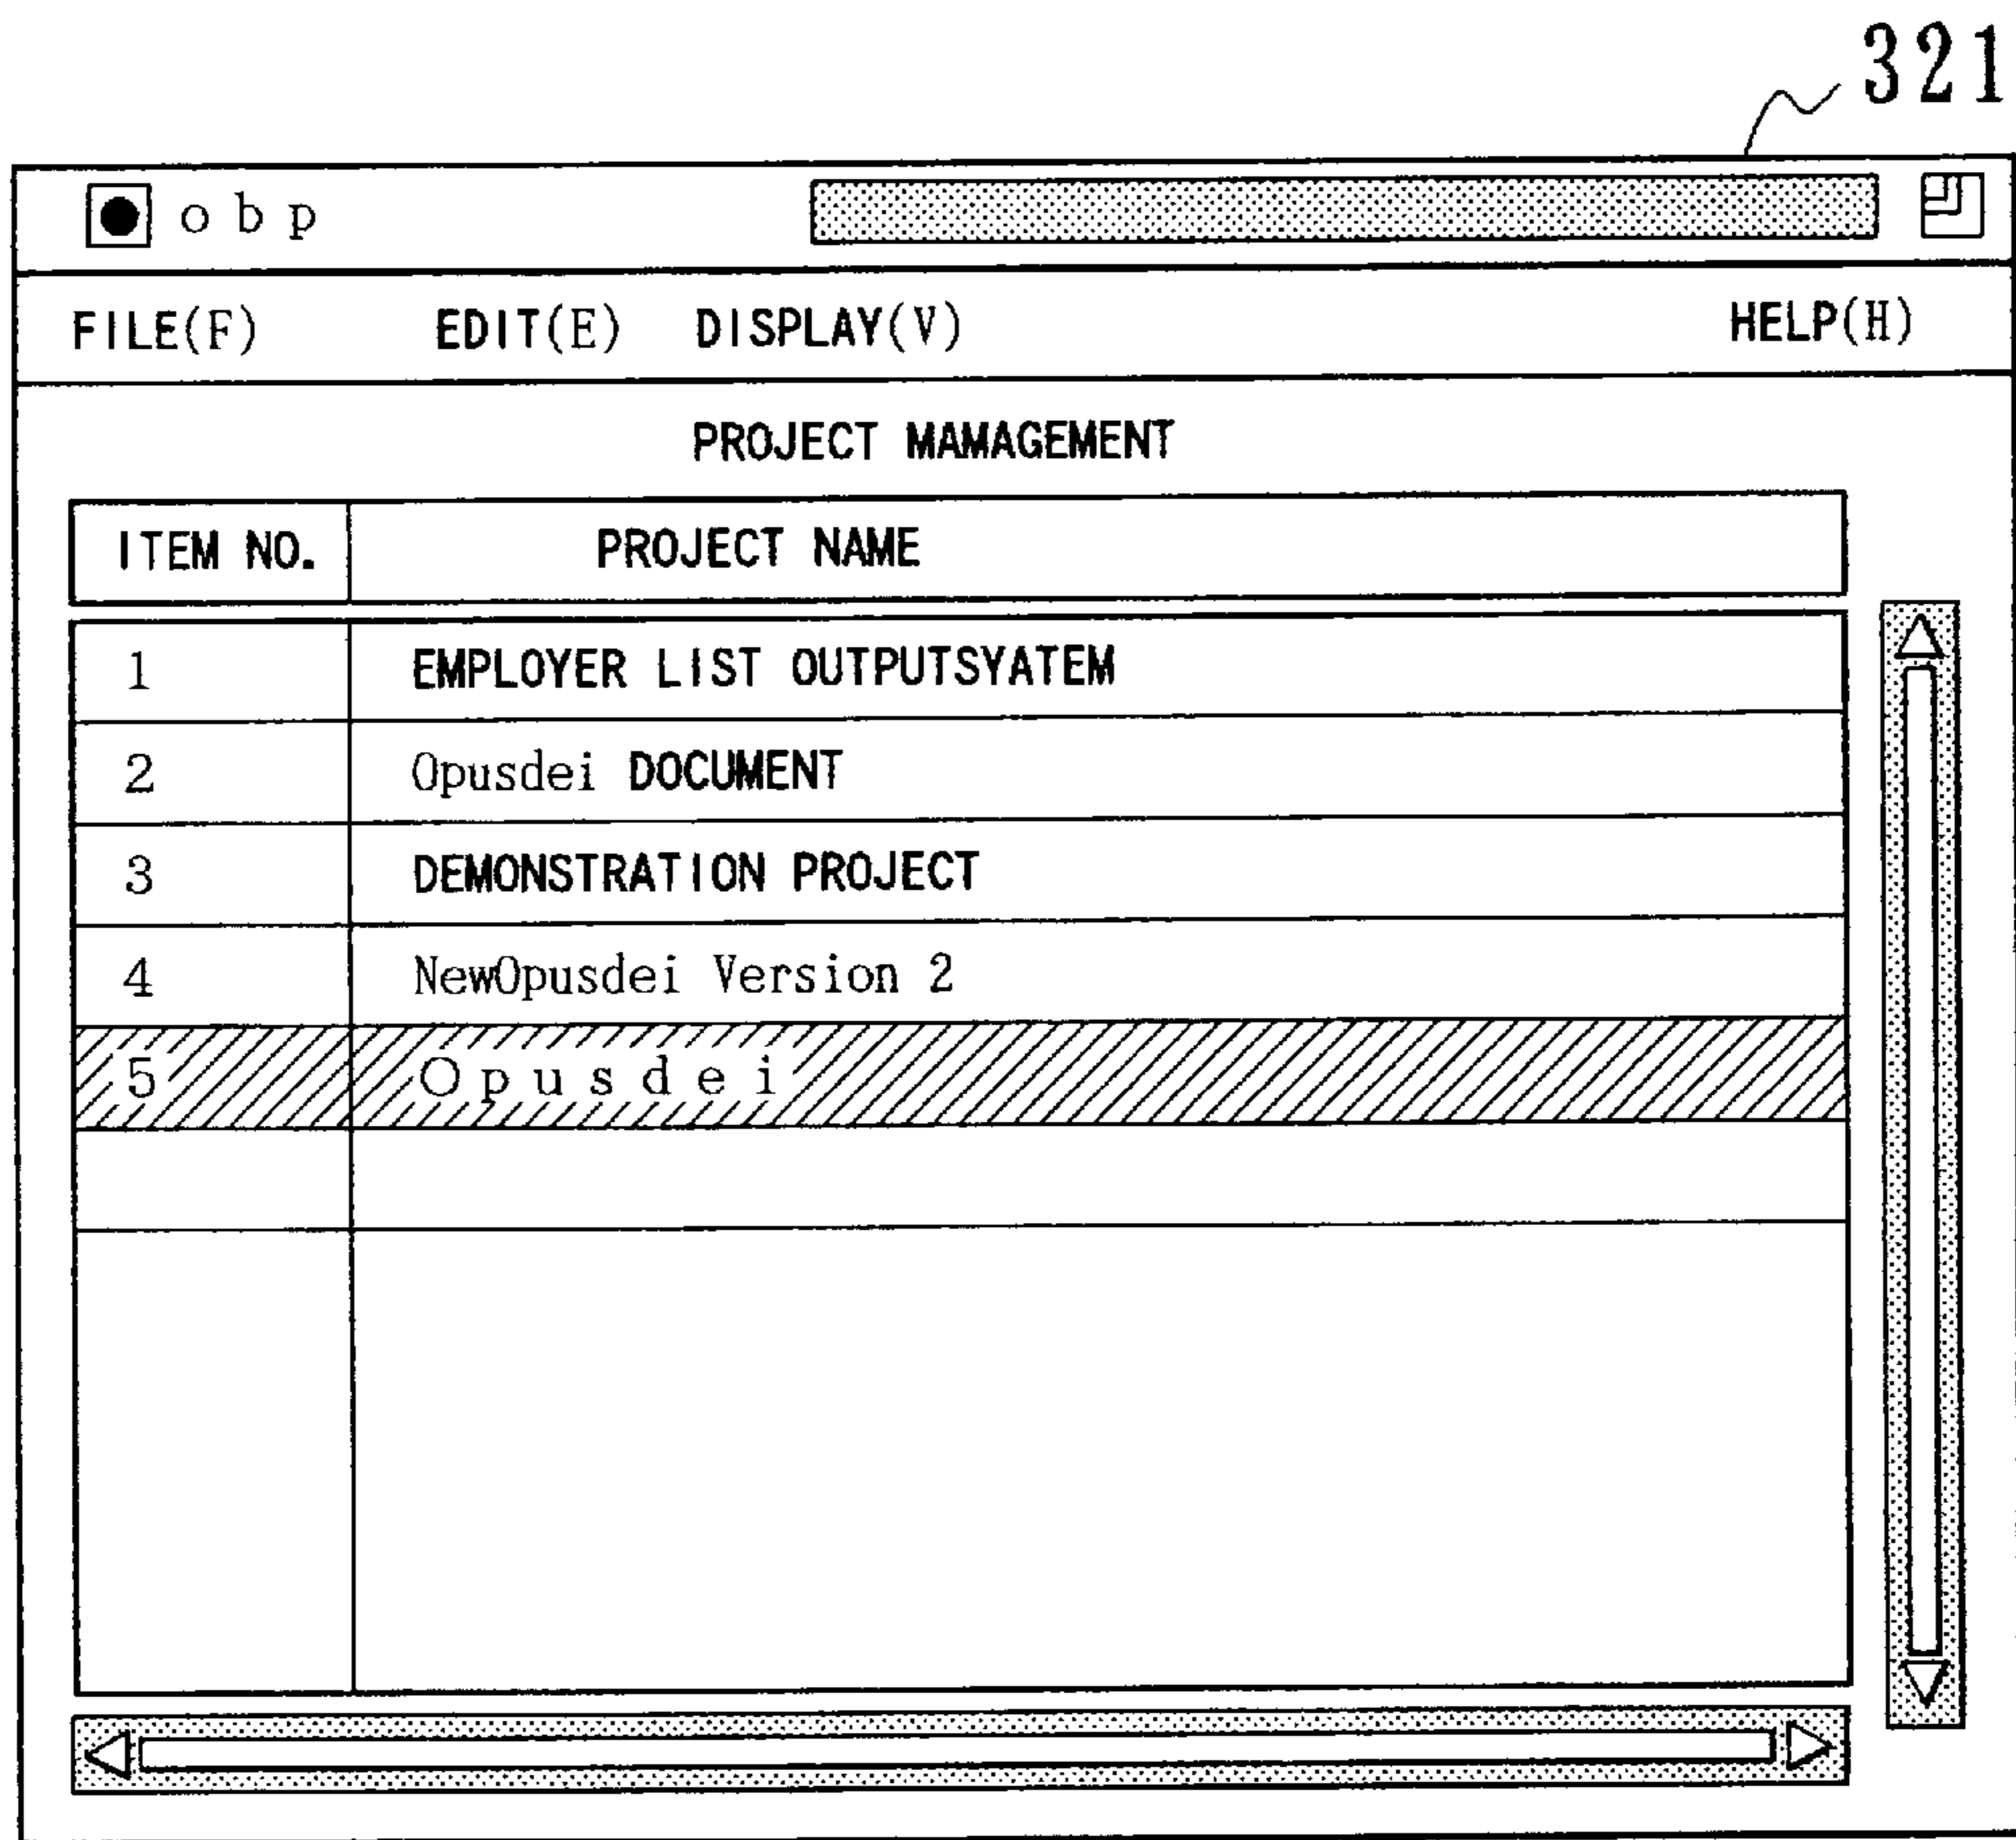 321
obp
FILE(F) EDIT(E) DISPLAY(V) HELP(H)
PROJECT MAMAGEMENT
ITEM NO. PROJECT NAME
1 EMPLOYER LIST OUTPUTSYATEM
2 Opusdei DOCUMENT
3 DEMONSTRATION PROJECT
4 NewOpusdei Version 2
5 Opusdei